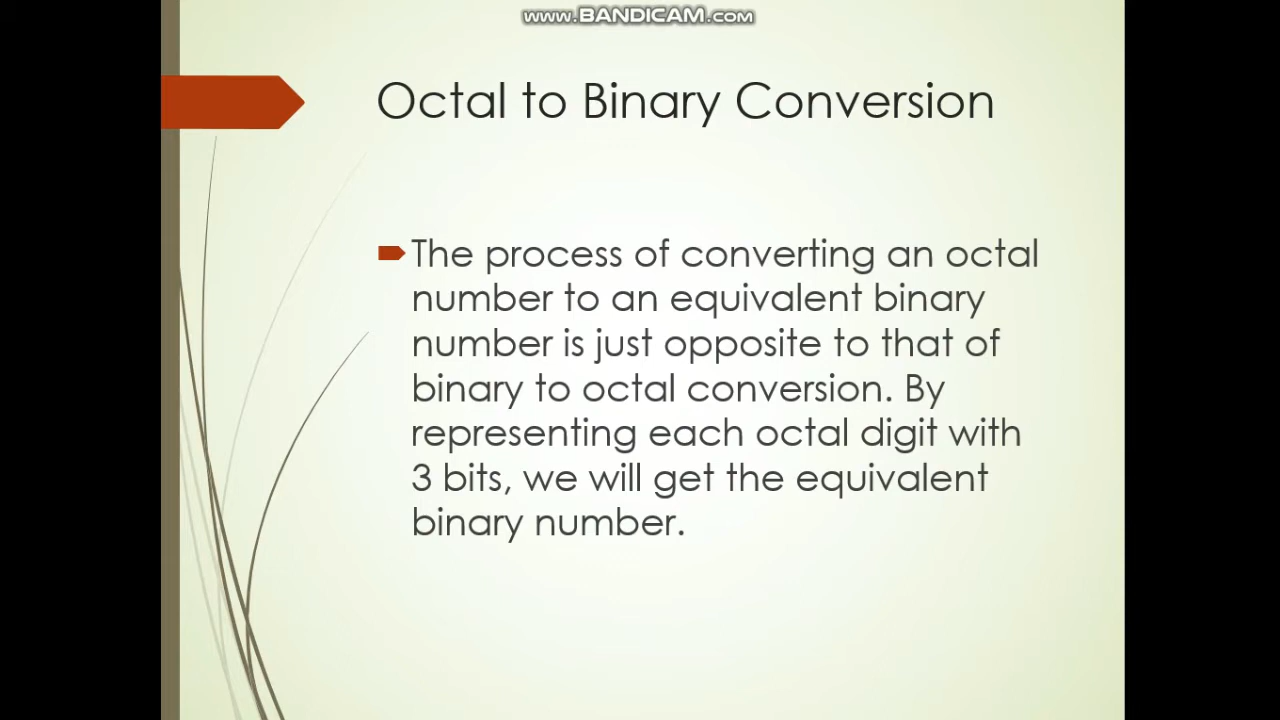 www.BANDICAM.com
Octal to Binary Conversion
The process of converting an octal
number to an equivalent binary
number is just opposite to that of
binary to octal conversion. By
representing each octal digit with
3 bits, we will get the equivalent
binary number.